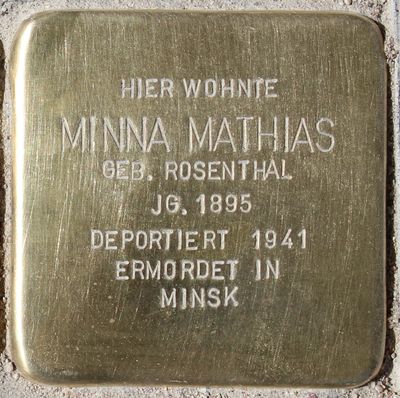 HIER WOHNTE
MINNA MATHIAS
GEB. ROSENTHAL
JG. 1895
DEPORTIERT 1941
ERMORDET IN
MINSK